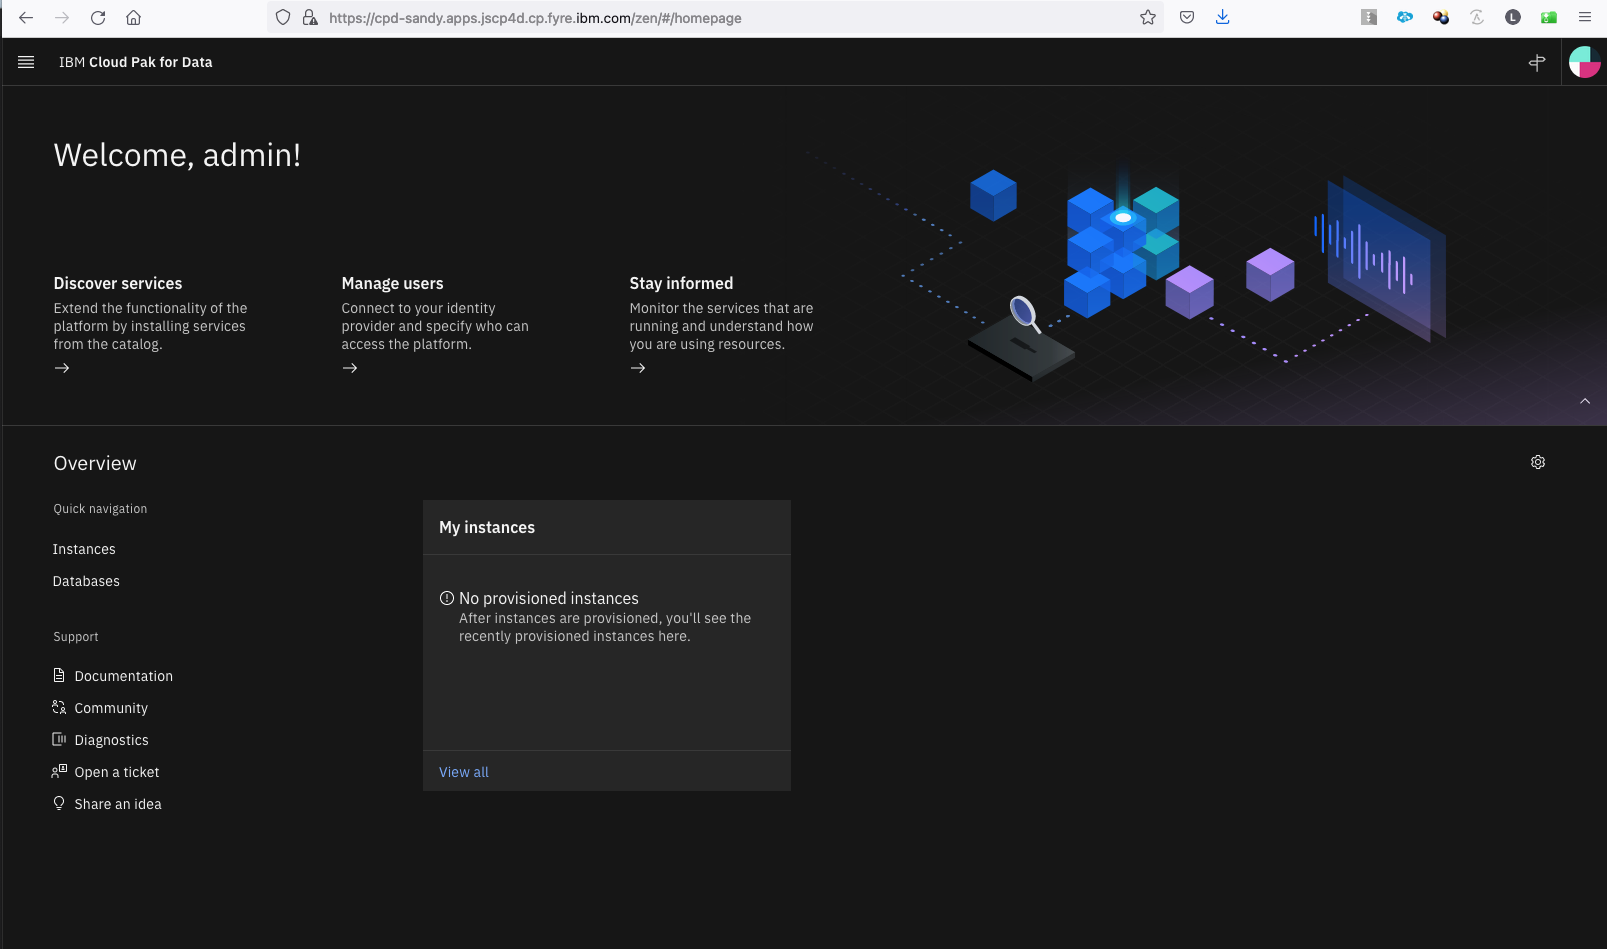 https://cpd-sandy.apps.jscp4d.cp.fyre.ibm.com/zen/#/homepage
L
IBM Cloud Pak for Data
Welcome, admin!
Discover services
Extend the functionality of the
platform by installing services
from the catalog.
Manage users
Connect to your identity
provider and specify who can
access the platform.
Stay informed
Monitor the services that are
running and understand how
you are using resources.
Overview
Quick navigation
Instances
Databases
Support
Documentation
Community
Diagnostics
Open a ticket
Share an idea
My instances
No provisioned instances
After instances are provisioned, you'll see the
recently provisioned instances here.
View all